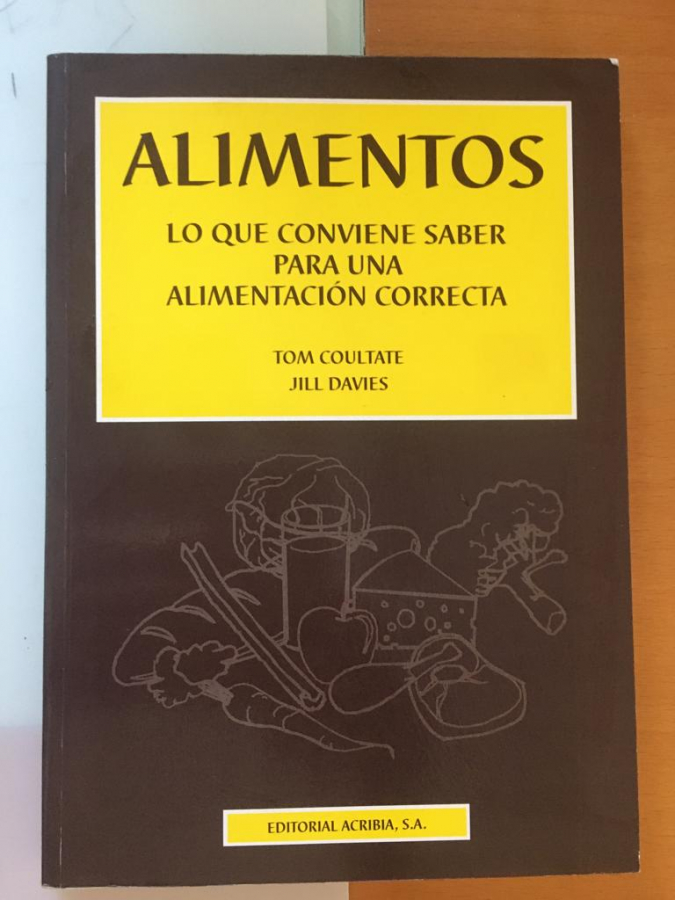 ALIMENTOS
LO QUE CONVIENE SABER
PARA UNA
ALIMENTACIÓN CORRECTA
TOM COULTATE
JILL DAVIES
EDITORIAL ACRIBIA, S.A.